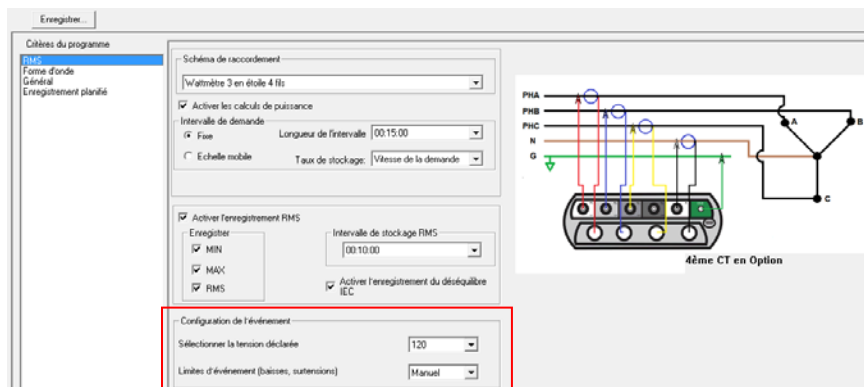 Enregistrer...
Critères du programme
RMS
Forme d'onde
Général
Enregistrement planifié
Schéma de raccordement
Wattmètre 3 en étoile 4 fils
Activer les calculs de puissance
Intervalle de demande
Fixe
Longueur de l'intervalle
00:15:00
Echelle mobile
Taux de stockage:
Vitesse de la demande
Activer l'enregistrement RMS
Enregistrer
MIN
MAX
RMS
Intervalle de stockage RMS
00:10:00
Activer l'enregistrement du déséquilibre
IEC
Configuration de l'événement
Sélectionner la tension déclarée
120
Limites d'événement (baisses, surtensions)
Manuel
PHA
PHB
PHC
N
G
A
B
C
4ème CT en Option